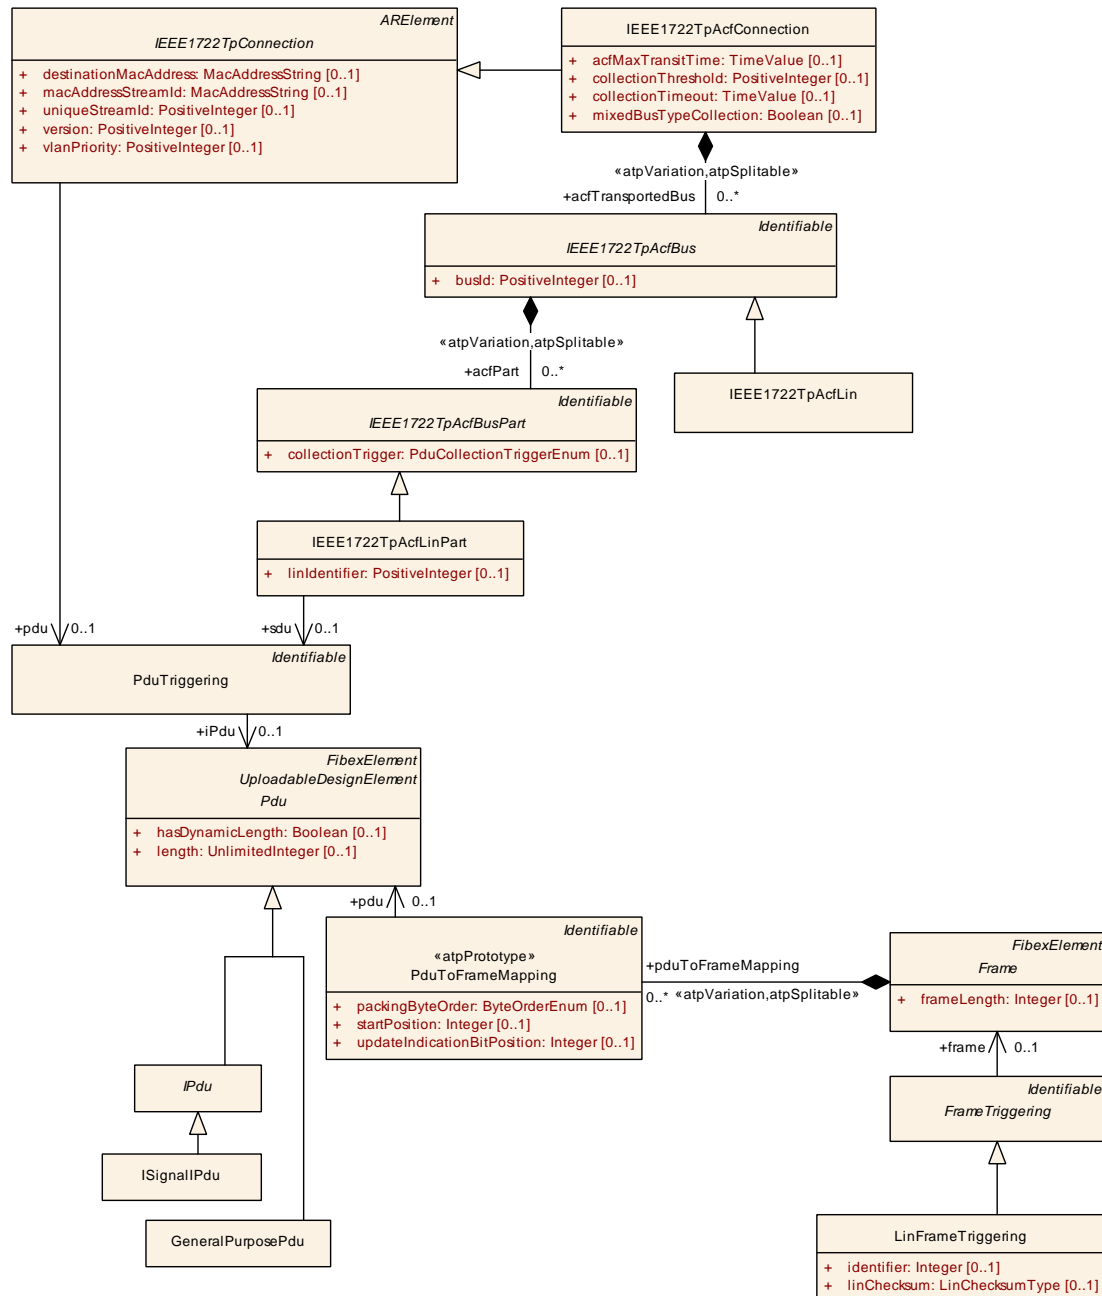 ARElement
IEEE1722TpConnection
+ destinationMacAddress: MacAddressString [0..1]
+ macAddressStreamId: MacAddressString [0..1]
+ uniqueStreamId: PositiveInteger [0..1]
+ version: PositiveInteger [0..1]
+ vlanPriority: PositiveInteger [0..1]
IEEE1722TpAcfConnection
+ acfMaxTransitTime: TimeValue [0..1]
+ collectionThreshold: PositiveInteger [0..1]
+ collectionTimeout: TimeValue [0..1]
+ mixedBusTypeCollection: Boolean [0..1]
«atpVariation,atpSplitable»
+acfTransportedBus 0..*
Identifiable
IEEE1722TpAcfBus
+ busId: PositiveInteger [0..1]
«atpVariation,atpSplitable»
+acfPart 0..*
IEEE1722TpAcfLin
Identifiable
IEEE1722TpAcfBusPart
+ collectionTrigger: PduCollectionTriggerEnum [0..1]
IEEE1722TpAcfLinPart
+ linIdentifier: PositiveInteger [0..1]
+pdu 0..1
+sdu 0..1
Identifiable
PduTriggering
+iPdu 0..1
FibexElement
UploadableDesignElement
Pdu
+ hasDynamicLength: Boolean [0..1]
+ length: UnlimitedInteger [0..1]
+pdu 0..1
Identifiable
«atpPrototype»
PduToFrameMapping
+ packingByteOrder: ByteOrderEnum [0..1]
+ startPosition: Integer [0..1]
+ updateIndicationBitPosition: Integer [0..1]
+pduToFrameMapping
0..* «atpVariation,atpSplitable»
FibexElement
Frame
+ frameLength: Integer [0..1]
+frame 0..1
Identifiable
FrameTriggering
IPdu
ISignalIPdu
GeneralPurposePdu
LinFrameTriggering
+ identifier: Integer [0..1]
+ linChecksum: LinChecksumType [0..1]